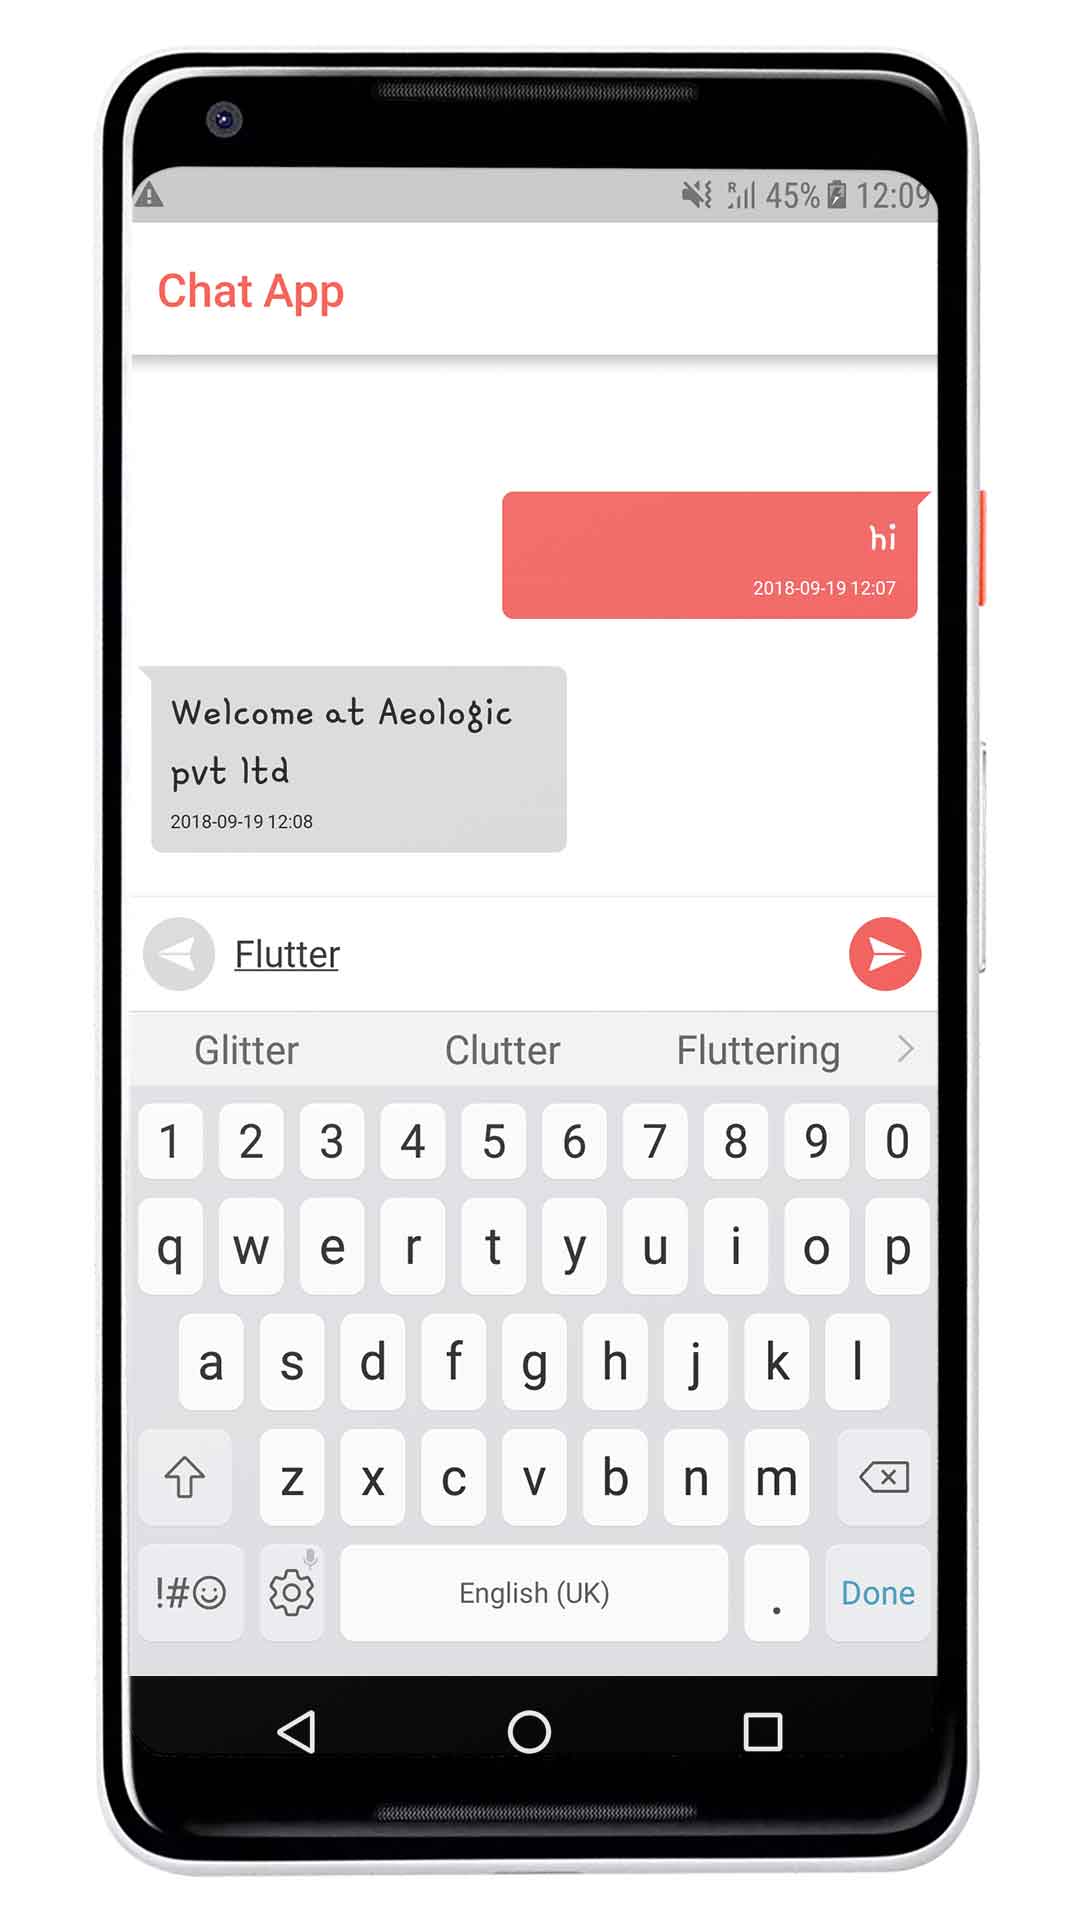 R 45% 12:09
Chat App
hi
2018-09-19 12:07
Welcome at Aeologic
pvt ltd
2018-09-19 12:08
Flutter
Glitter Clutter Fluttering
1 2 3 4 5 6 7 8 9 0
q w e r t y u i o p
a s d f g h j k l
z x c v b n m
!#☺ English (UK) . Done